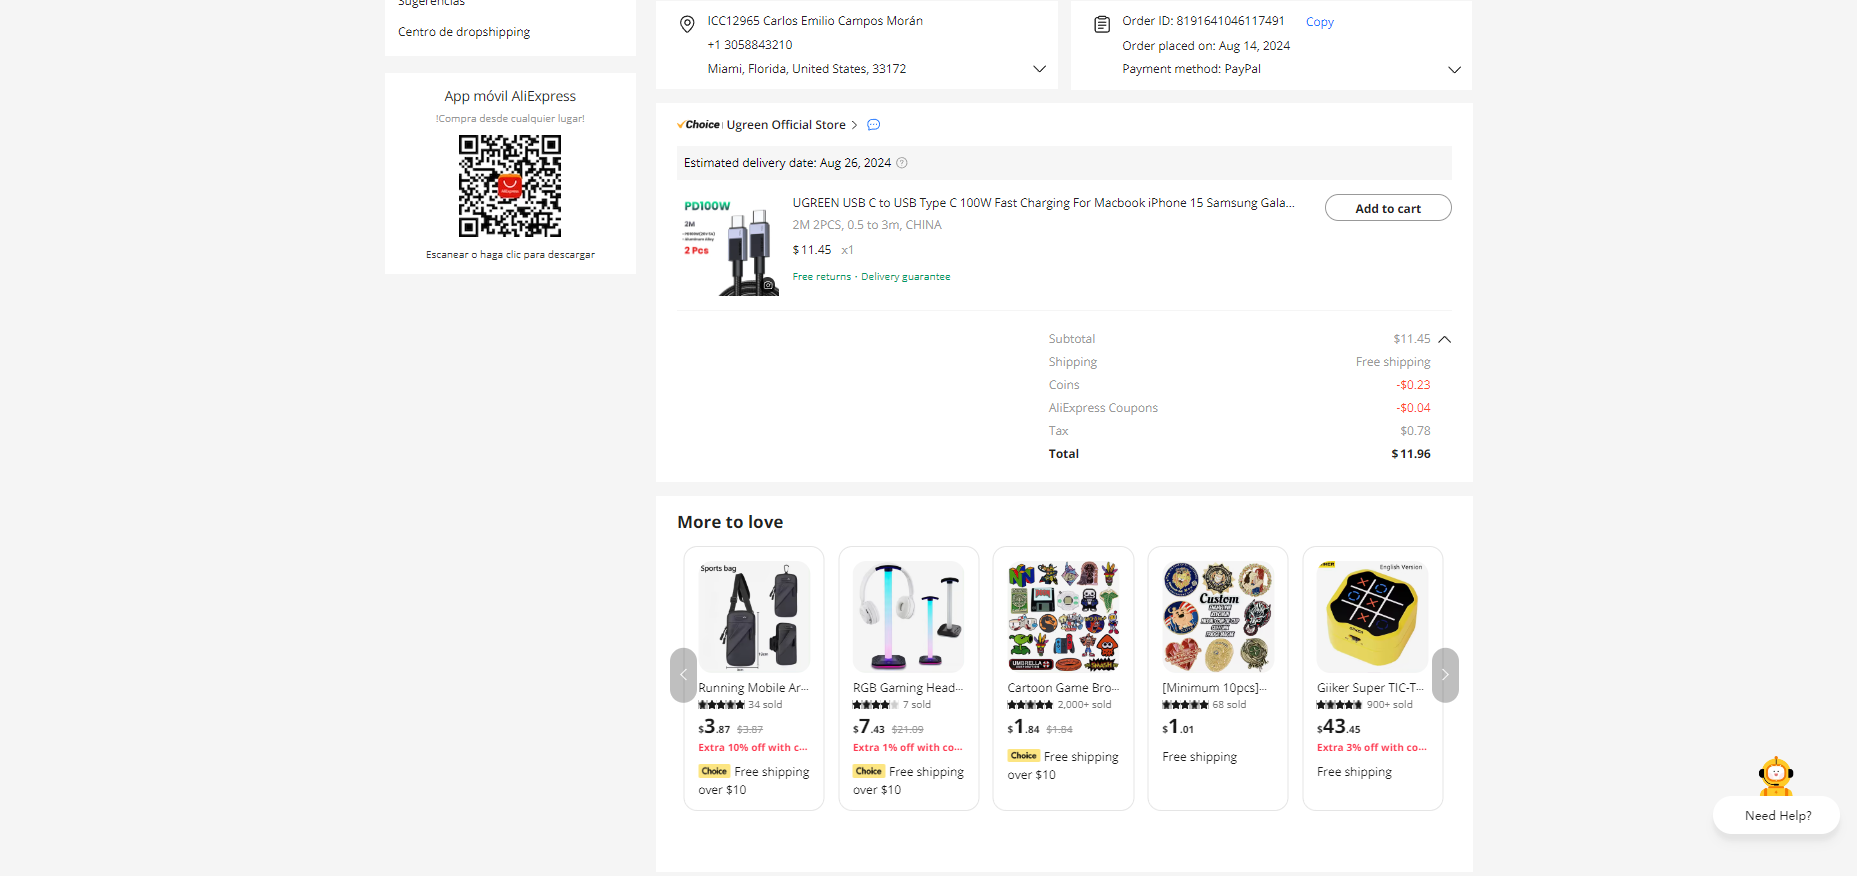 Sugerencias
Centro de dropshipping
App móvil AliExpress
!Compra desde cualquier lugar!
AliExpress
Escanear o haga clic para descargar
ICC12965 Carlos Emilio Campos Morán
+1 3058843210
Miami, Florida, United States, 33172
Order ID: 8191641046117491 Copy
Order placed on: Aug 14, 2024
Payment method: PayPal
Choice Ugreen Official Store
Estimated delivery date: Aug 26, 2024
PD100W
2M
2 Pcs
UGREEN USB C to USB Type C 100W Fast Charging For Macbook iPhone 15 Samsung Gala...
2M 2PCS, 0.5 to 3m, CHINA
$11.45 x1
Free returns · Delivery guarantee
Add to cart
Subtotal $11.45
Shipping Free shipping
Coins -$0.23
AliExpress Coupons -$0.04
Tax $0.78
Total $11.96
More to love
Sports bag
Running Mobile Ar...
34 sold
$3.87 $3.87
Extra 10% off with c...
Choice Free shipping
over $10
RGB Gaming Head...
7 sold
$7.43 $21.09
Extra 1% off with co...
Choice Free shipping
over $10
UMBRELLA
Cartoon Game Bro...
2,000+ sold
$1.84 $1.84
Choice Free shipping
over $10
Custom
[Minimum 10pcs]...
68 sold
$1.01
Free shipping
English Version
Giiker Super TIC-T...
900+ sold
$43.45
Extra 3% off with co...
Free shipping
Need Help?